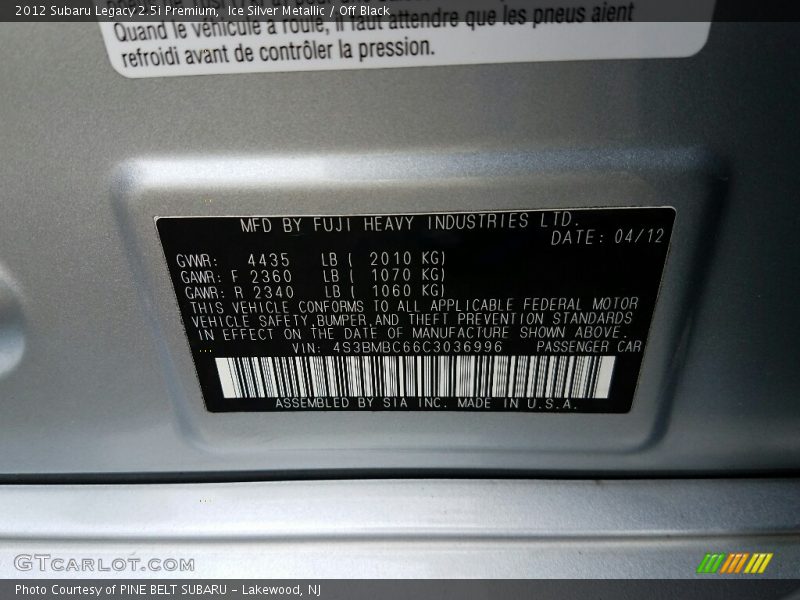 2012 Subaru Legacy 2.5i Premium, Ice Silver Metallic / Off Black
Quand le véhicule a roulé, il faut attendre que les pneus aient
refroidi avant de contrôler la pression.
MFD BY FUJI HEAVY INDUSTRIES LTD.
DATE: 04/12
GVWR: 4435 LB ( 2010 KG)
GAWR: F 2360 LB ( 1070 KG)
GAWR: R 2340 LB ( 1060 KG)
THIS VEHICLE CONFORMS TO ALL APPLICABLE FEDERAL MOTOR
VEHICLE SAFETY,BUMPER AND THEFT PREVENTION STANDARDS
IN EFFECT ON THE DATE OF MANUFACTURE SHOWN ABOVE.
VIN: 4S3BMBC66C3036996 PASSENGER CAR
ASSEMBLED BY SIA INC. MADE IN U.S.A.
GTCARLOT.COM
Photo Courtesy of PINE BELT SUBARU - Lakewood, NJ